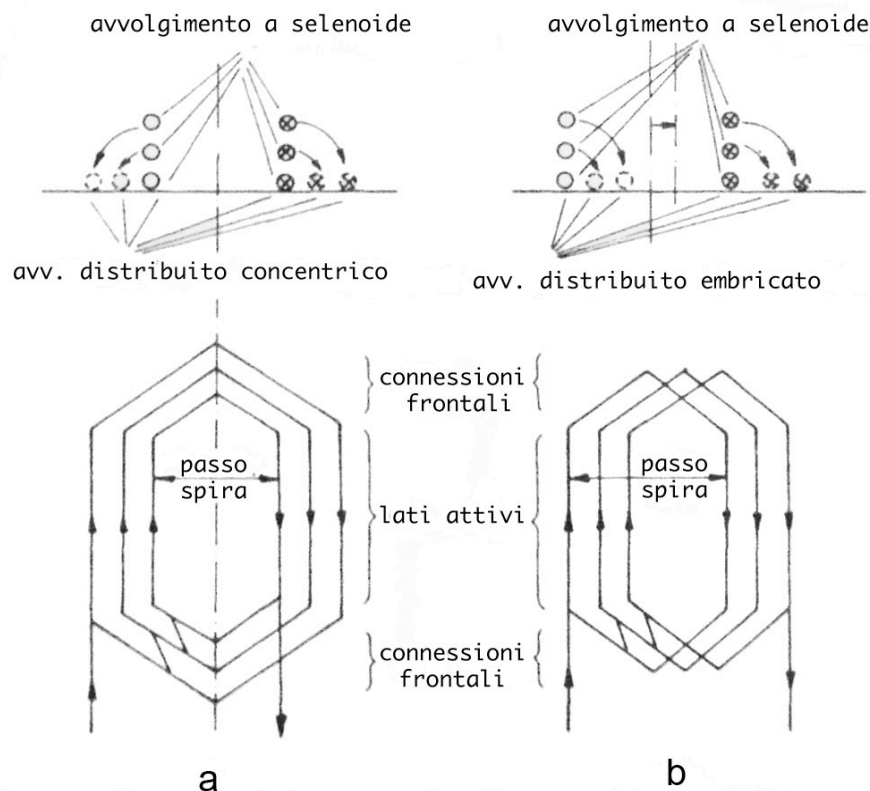 avvolgimento a selenoide
avvolgimento a selenoide
avv. distribuito concentrico
avv. distribuito embricato
connessioni
frontali
passo
spira
passo
spira
lati attivi
connessioni
frontali
a
b